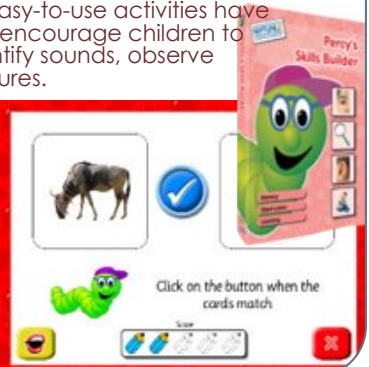 asy-to-use activities have
encourage children to
ntify sounds, observe
ures.
Percy's
Skills Builder
Click on the button when the
cards match
Score